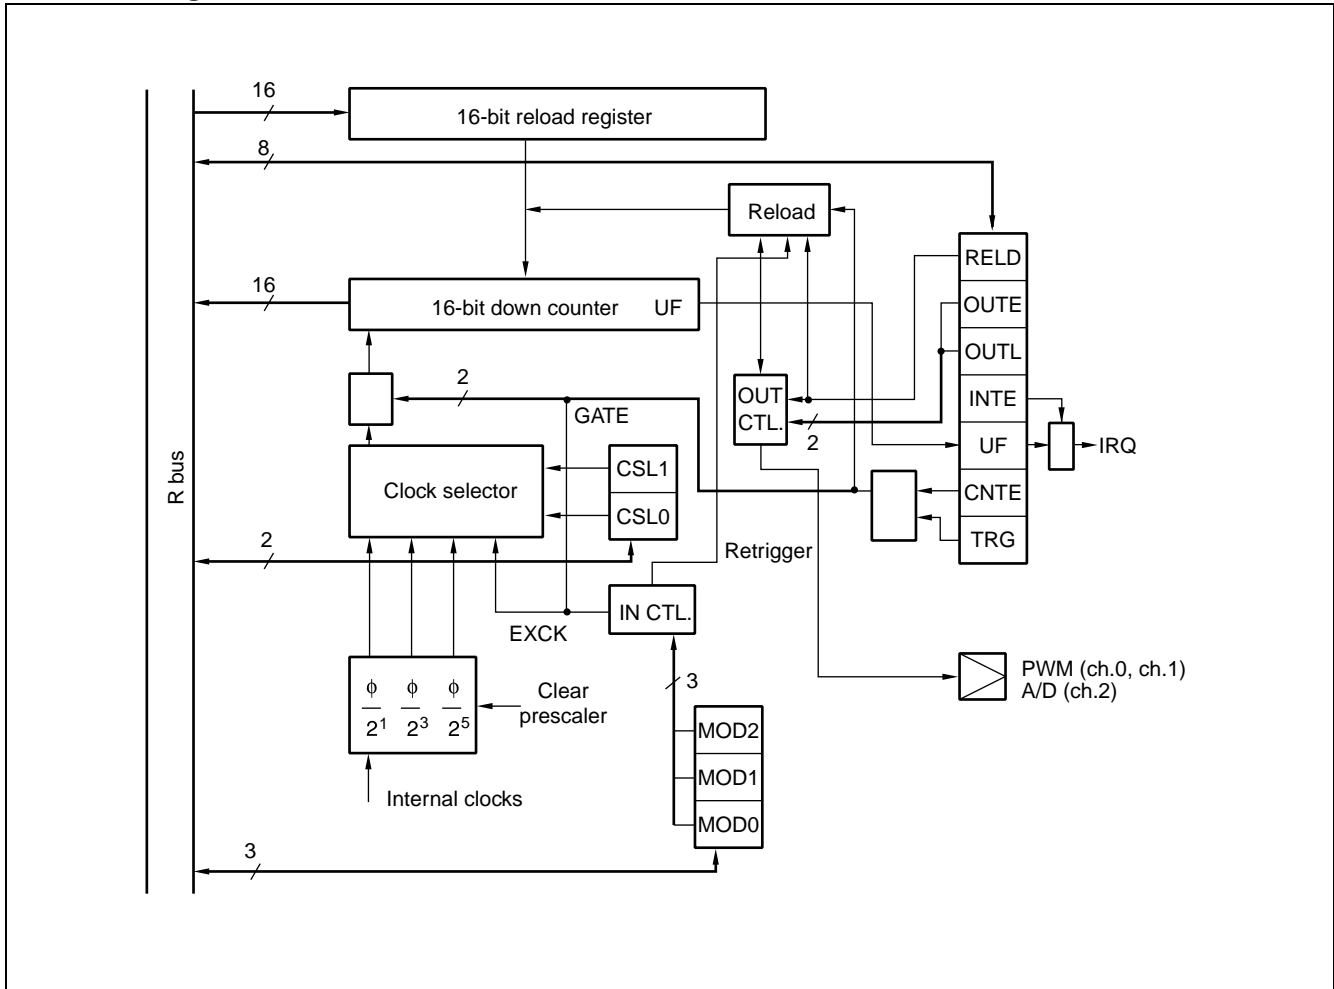 16
16-bit reload register
8
Reload
RELD
16
16-bit down counter UF
OUTE
OUTL
2
OUT
CTL.
INTE
GATE
2
UF
IRQ
R bus
Clock selector
CSL1
CSL0
CNTE
TRG
2
Retrigger
IN CTL.
EXCK
3
PWM (ch.0, ch.1)
A/D (ch.2)
ϕ ϕ ϕ
2¹ 2³ 2⁵
Clear
prescaler
MOD2
MOD1
MOD0
Internal clocks
3